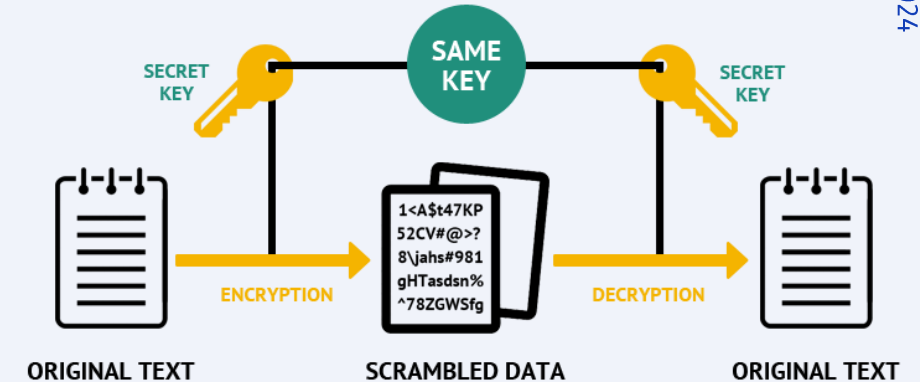 SAME
KEY
SECRET
KEY
SECRET
KEY
1<A$t47KP
52CV#@>?
8\jahs#981
gHTasdsn%
^78ZGWSfg
ENCRYPTION
DECRYPTION
ORIGINAL TEXT
SCRAMBLED DATA
ORIGINAL TEXT